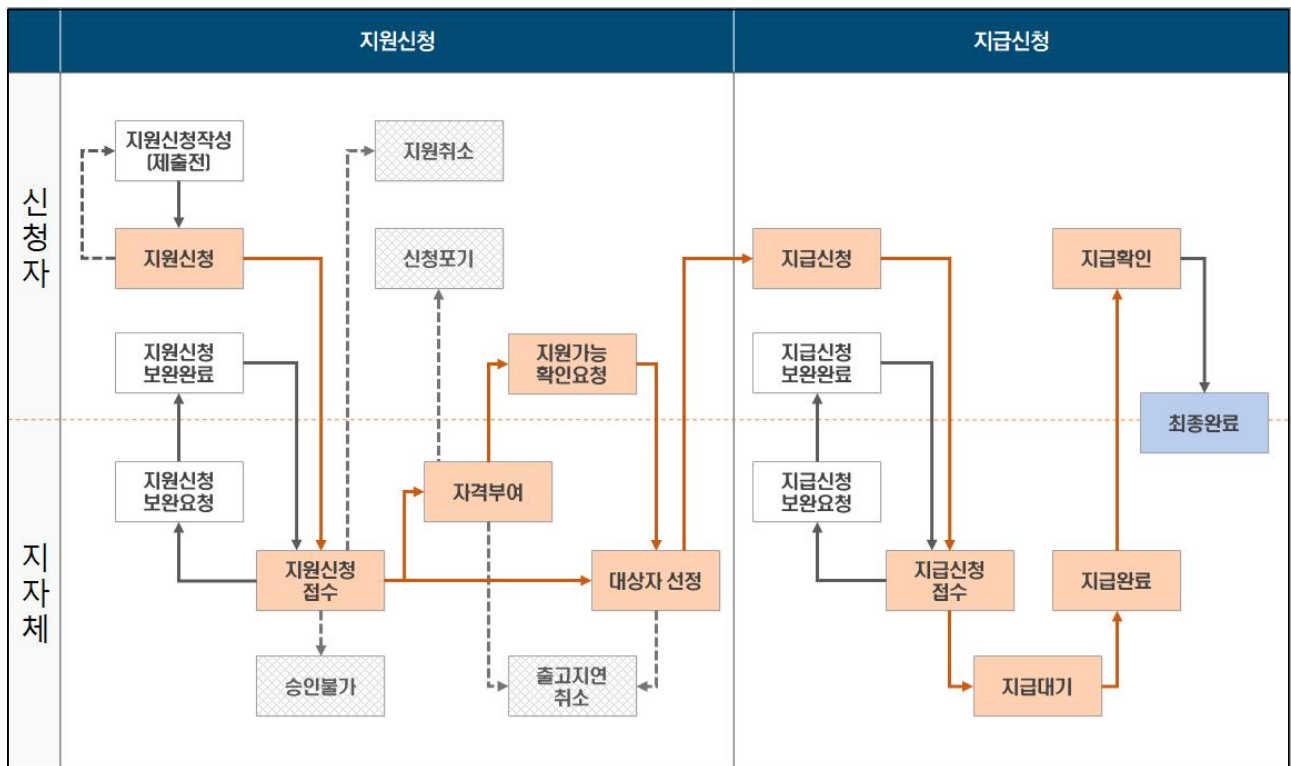 지원신청
지급신청
신
청
자
지원신청작성
(제출전)
지원취소
지원신청
신청포기
지급신청
지급확인
지원신청
보완완료
지원가능
확인요청
지급신청
보완완료
최종완료
지
자
체
지원신청
보완요청
자격부여
지급신청
보완요청
지원신청
접수
대상자 선정
지급신청
접수
지급완료
승인불가
출고지연
취소
지급대기